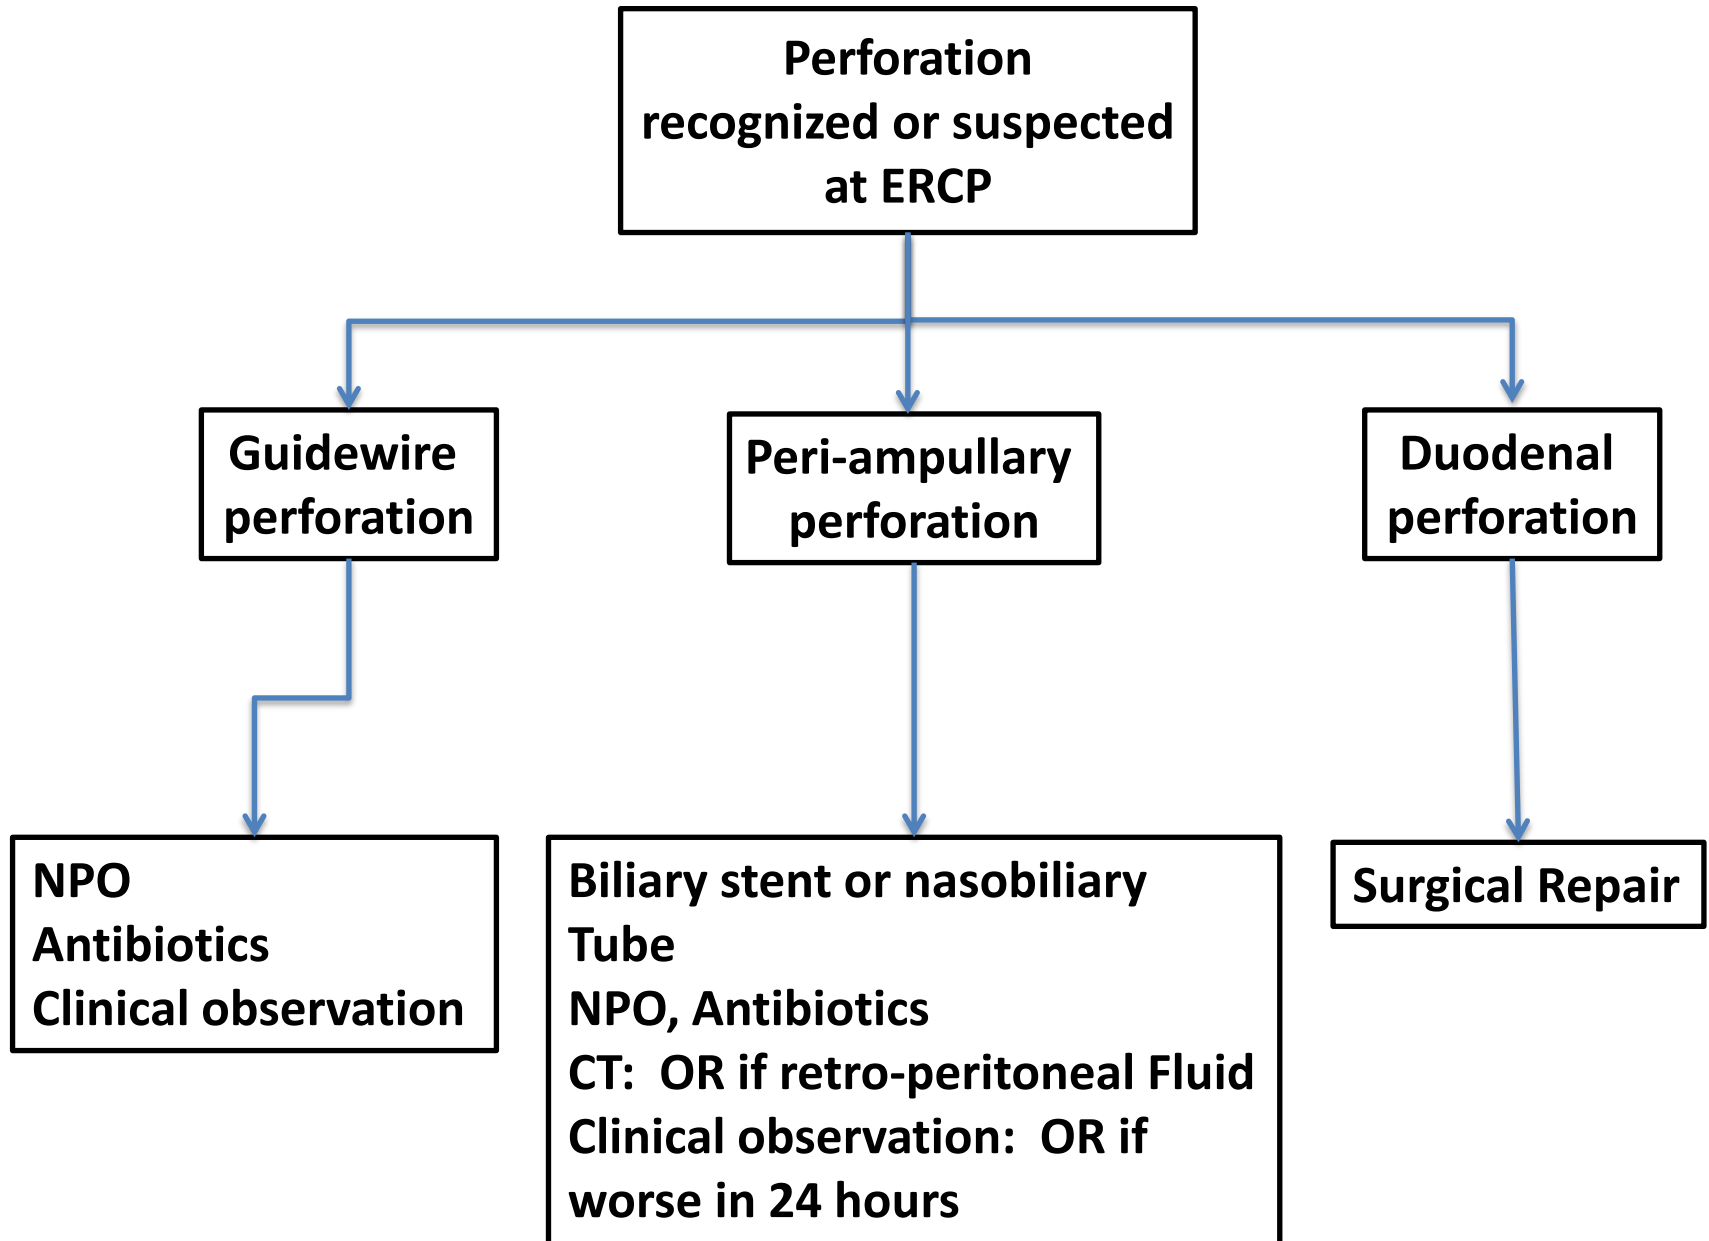 Perforation
recognized or suspected
at ERCP
Guidewire
perforation
Peri-ampullary
perforation
Duodenal
perforation
NPO
Antibiotics
Clinical observation
Biliary stent or nasobiliary
Tube
NPO, Antibiotics
CT:  OR if retro-peritoneal Fluid
Clinical observation:  OR if
worse in 24 hours
Surgical Repair